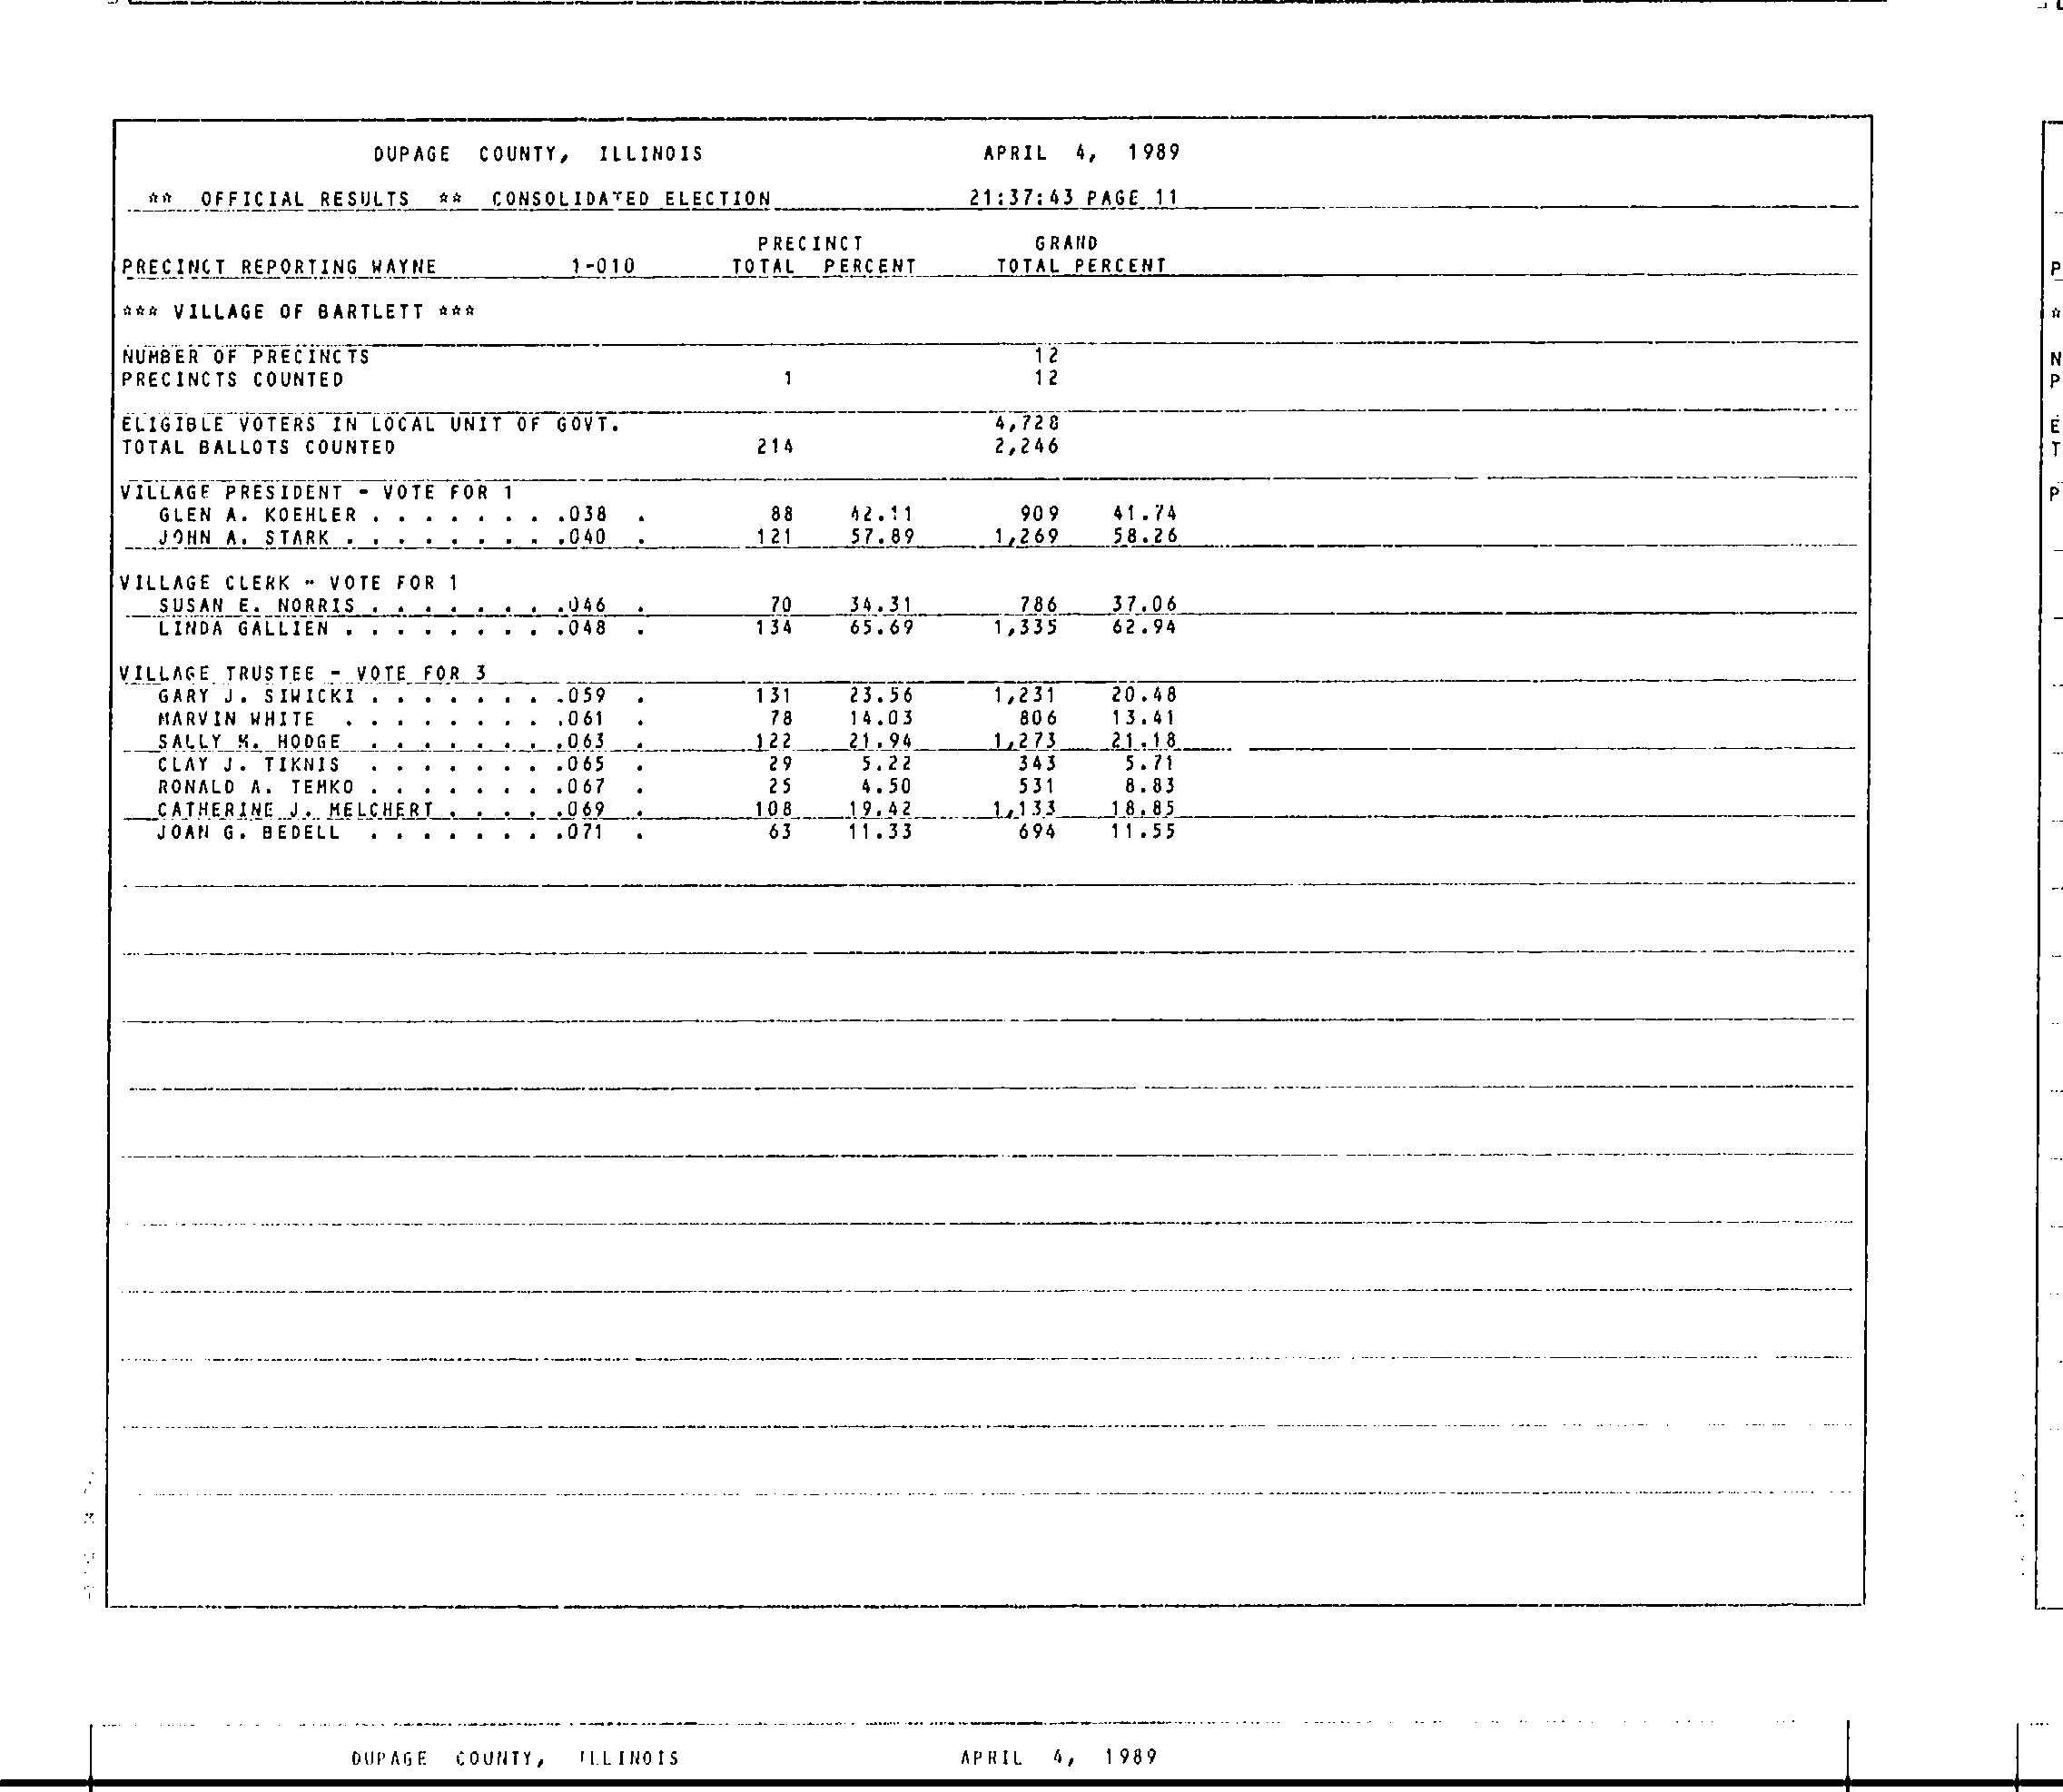 DUPAGE COUNTY, ILLINOIS APRIL 4, 1989
** OFFICIAL RESULTS ** CONSOLIDATED ELECTION 21:37:43 PAGE 11
PRECINCT GRAND
PRECINCT REPORTING WAYNE 1-010 TOTAL PERCENT TOTAL PERCENT
*** VILLAGE OF BARTLETT ***
NUMBER OF PRECINCTS 12
PRECINCTS COUNTED 1 12
ELIGIBLE VOTERS IN LOCAL UNIT OF GOVT. 4,728
TOTAL BALLOTS COUNTED 214 2,246
VILLAGE PRESIDENT - VOTE FOR 1
GLEN A. KOEHLER . . . . . . . .038 . 88 42.11 909 41.74
JOHN A. STARK . . . . . . . . .040 . 121 57.89 1,269 58.26
VILLAGE CLERK - VOTE FOR 1
SUSAN E. NORRIS . . . . . . . .046 . 70 34.31 786 37.06
LINDA GALLIEN . . . . . . . . .048 . 134 65.69 1,335 62.94
VILLAGE TRUSTEE - VOTE FOR 3
GARY J. SIWICKI . . . . . . . .059 . 131 23.56 1,231 20.48
MARVIN WHITE . . . . . . . . .061 . 78 14.03 806 13.41
SALLY M. HODGE . . . . . . . .063 . 122 21.94 1,273 21.18
CLAY J. TIKNIS . . . . . . . .065 . 29 5.22 343 5.71
RONALD A. TEMKO . . . . . . . .067 . 25 4.50 531 8.83
CATHERINE J. MELCHERT . . . . .069 . 108 19.42 1,133 18.85
JOAN G. BEDELL . . . . . . . .071 . 63 11.33 694 11.55
DUPAGE COUNTY, ILLINOIS APRIL 4, 1989